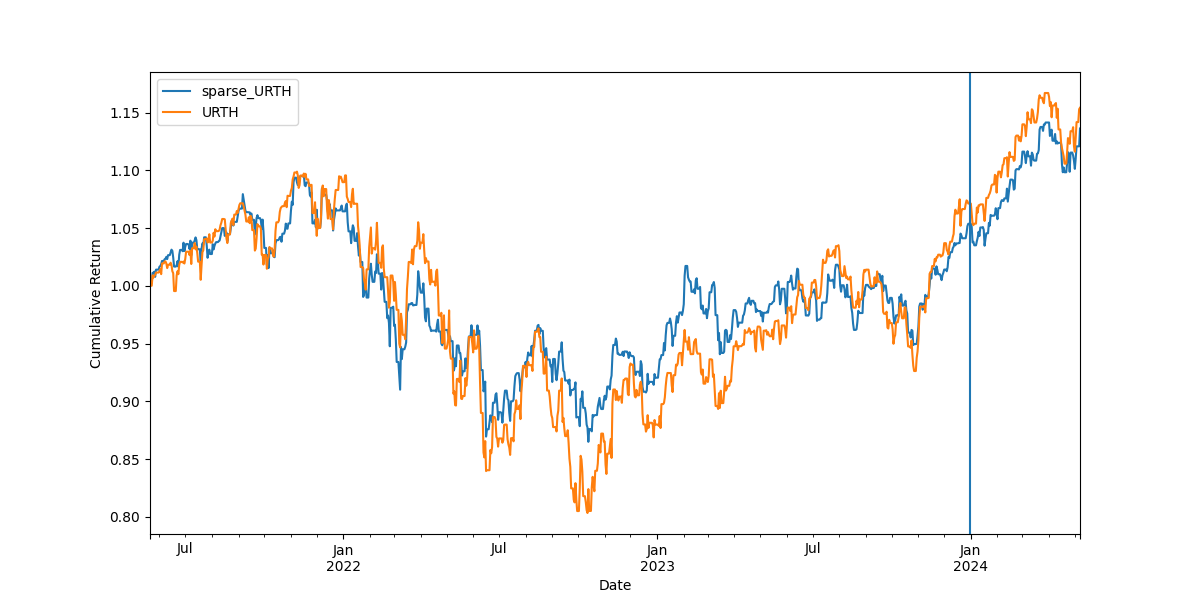 sparse_URTH
URTH
1.15
1.10
1.05
1.00
0.95
0.90
0.85
0.80
Cumulative Return
Jul
Jan
2022
Jul
Jan
2023
Jul
Jan
2024
Date